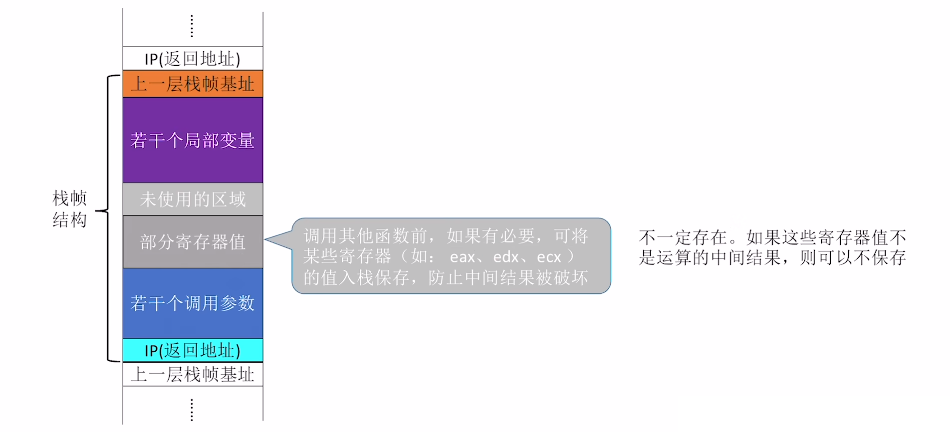 IP(返回地址)
上一层栈帧基址
若干个局部变量
栈帧
结构
未使用的区域
部分寄存器值
调用其他函数前，如果有必要，可将
某些寄存器（如： eax、edx、ecx ）
的值入栈保存，防止中间结果被破坏
不一定存在。如果这些寄存器值不
是运算的中间结果，则可以不保存
若干个调用参数
IP(返回地址)
上一层栈帧基址